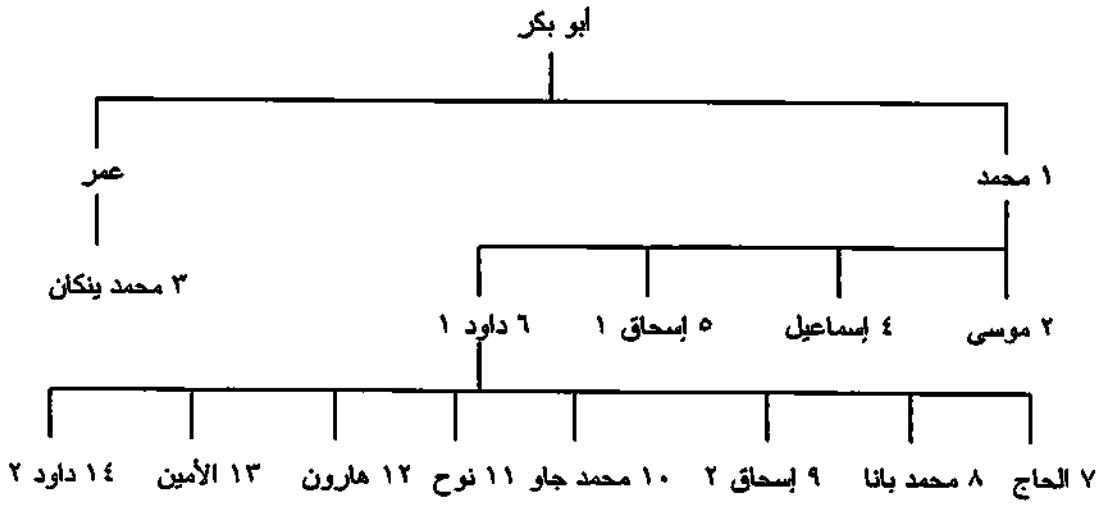 ابو بكر
١ محمد عمر
٣ محمد ينكان
٢ موسى ٤ إسماعيل ٥ إسحاق ١ ٦ داود ١
٧ الحاج ٨ محمد بانا ٩ إسحاق ٢ ١٠ محمد جاو ١١ نوح ١٢ هارون ١٣ الأمين ١٤ داود ٢